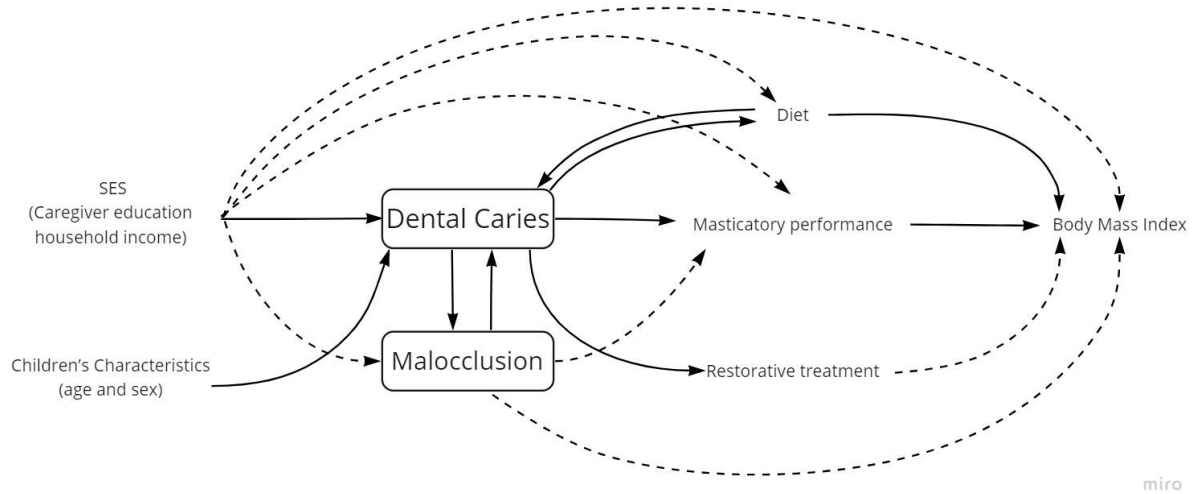 Diet
SES
(Caregiver education
household income)
Dental Caries
Masticatory performance
Body Mass Index
Malocclusion
Children’s Characteristics
(age and sex)
Restorative treatment
miro